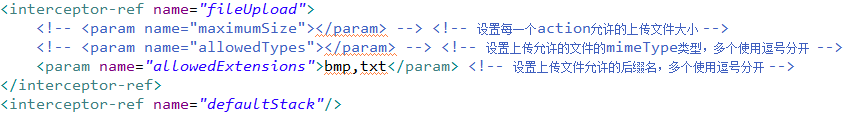 <interceptor-ref name="fileUpload">
<!-- <param name="maximumSize"></param> --> <!-- 设置每一个action允许的上传文件大小 -->
<!-- <param name="allowedTypes"></param> --> <!-- 设置上传允许的文件的mimeType类型，多个使用逗号分开 -->
<param name="allowedExtensions">bmp,txt</param> <!-- 设置上传文件允许的后缀名，多个使用逗号分开 -->
</interceptor-ref>
<interceptor-ref name="defaultStack"/>